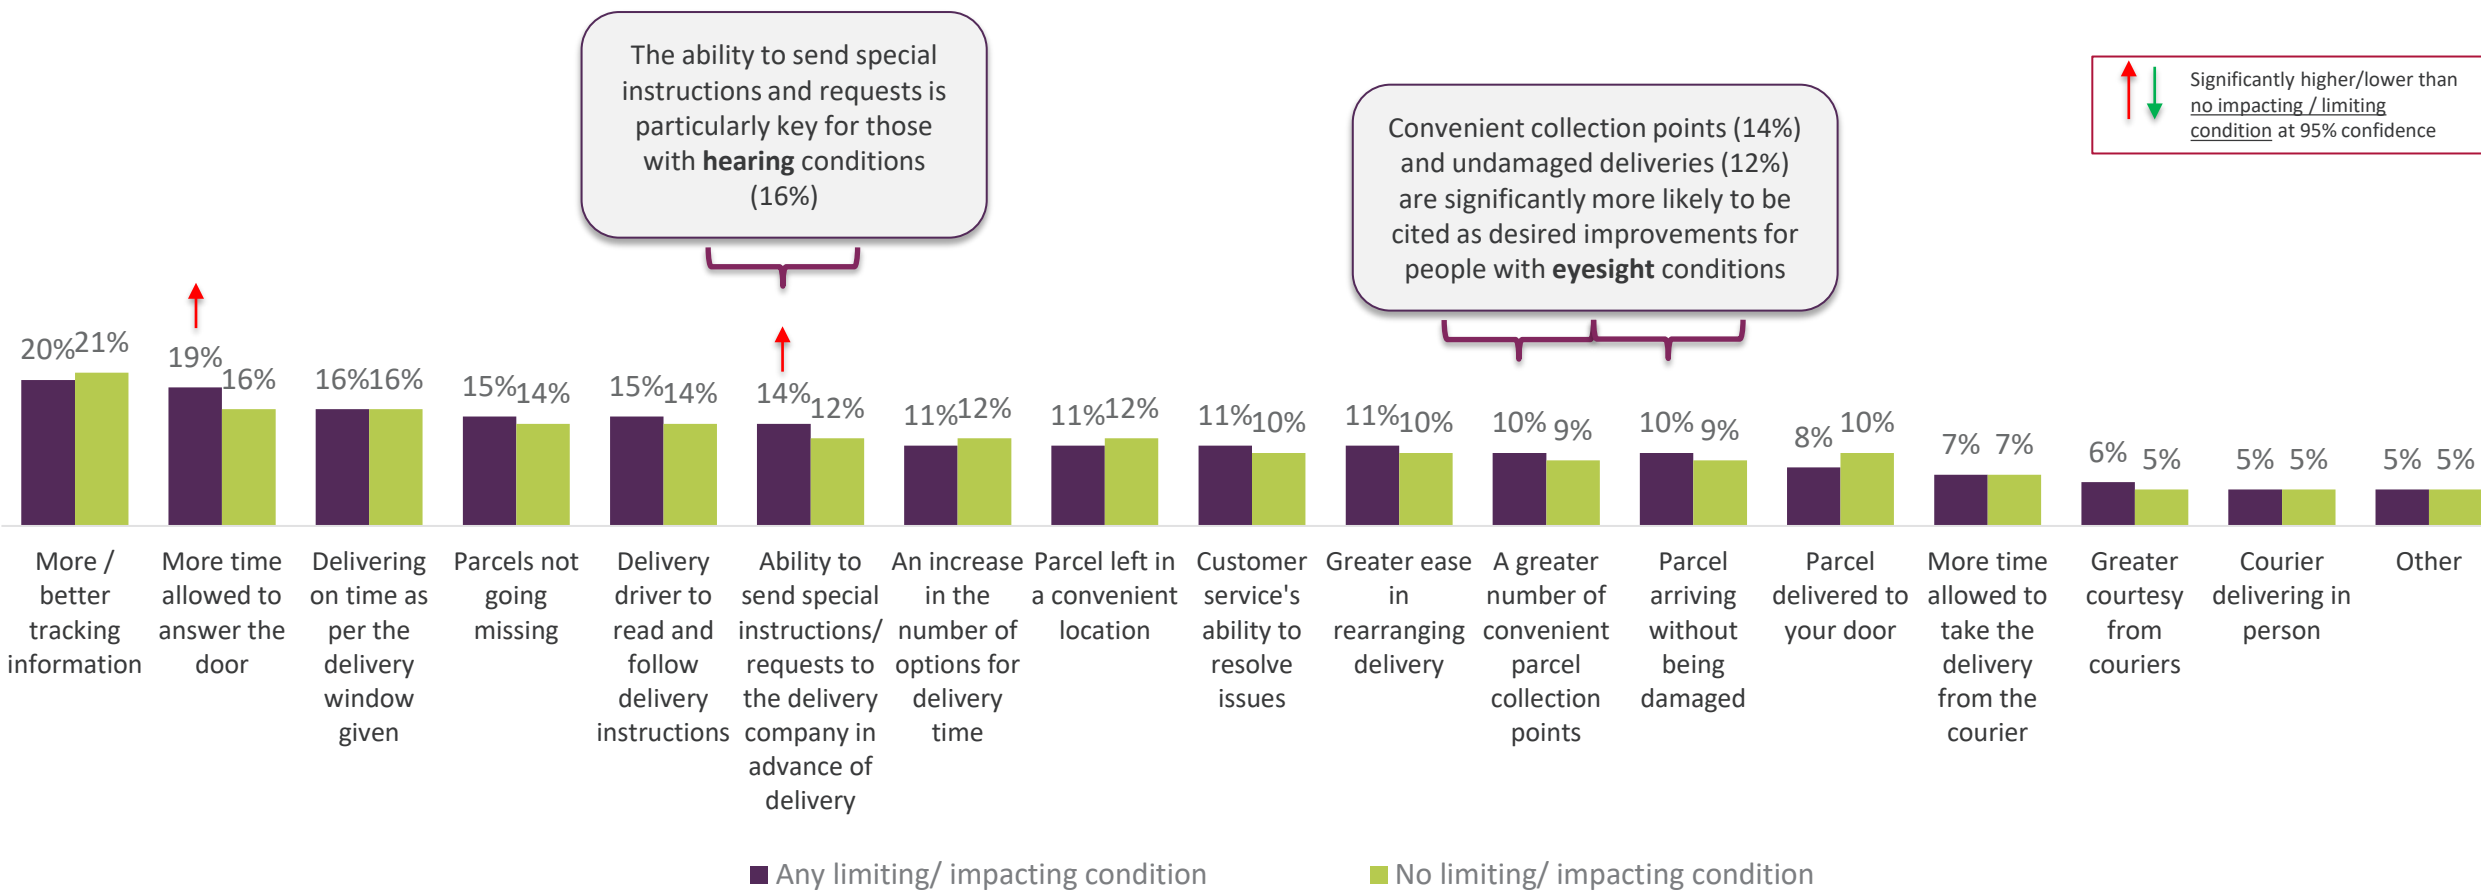 The ability to send special
instructions and requests is
particularly key for those
with hearing conditions
(16%)
Convenient collection points (14%)
and undamaged deliveries (12%)
are significantly more likely to be
cited as desired improvements for
people with eyesight conditions
Significantly higher/lower than
no impacting / limiting
condition at 95% confidence
20% 21%
19% 16%
16% 16%
15% 14%
15% 14%
14% 12%
11% 12%
11% 12%
11% 10%
11% 10%
10% 9%
10% 9%
8% 10%
7% 7%
6% 5%
5% 5%
5% 5%
More /
better
tracking
information
More time
allowed to
answer the
door
Delivering
on time as
per the
delivery
window
given
Parcels not
going
missing
Delivery
driver to
read and
follow
delivery
instructions
Ability to
send special
instructions/
requests to
the delivery
company in
advance of
delivery
An increase
in the
number of
options for
delivery
time
Parcel left in
a convenient
location
Customer
service's
ability to
resolve
issues
Greater ease
in
rearranging
delivery
A greater
number of
convenient
parcel
collection
points
Parcel
arriving
without
being
damaged
Parcel
delivered to
your door
More time
allowed to
take the
delivery
from the
courier
Greater
courtesy
from
couriers
Courier
delivering in
person
Other
Any limiting/ impacting condition
No limiting/ impacting condition